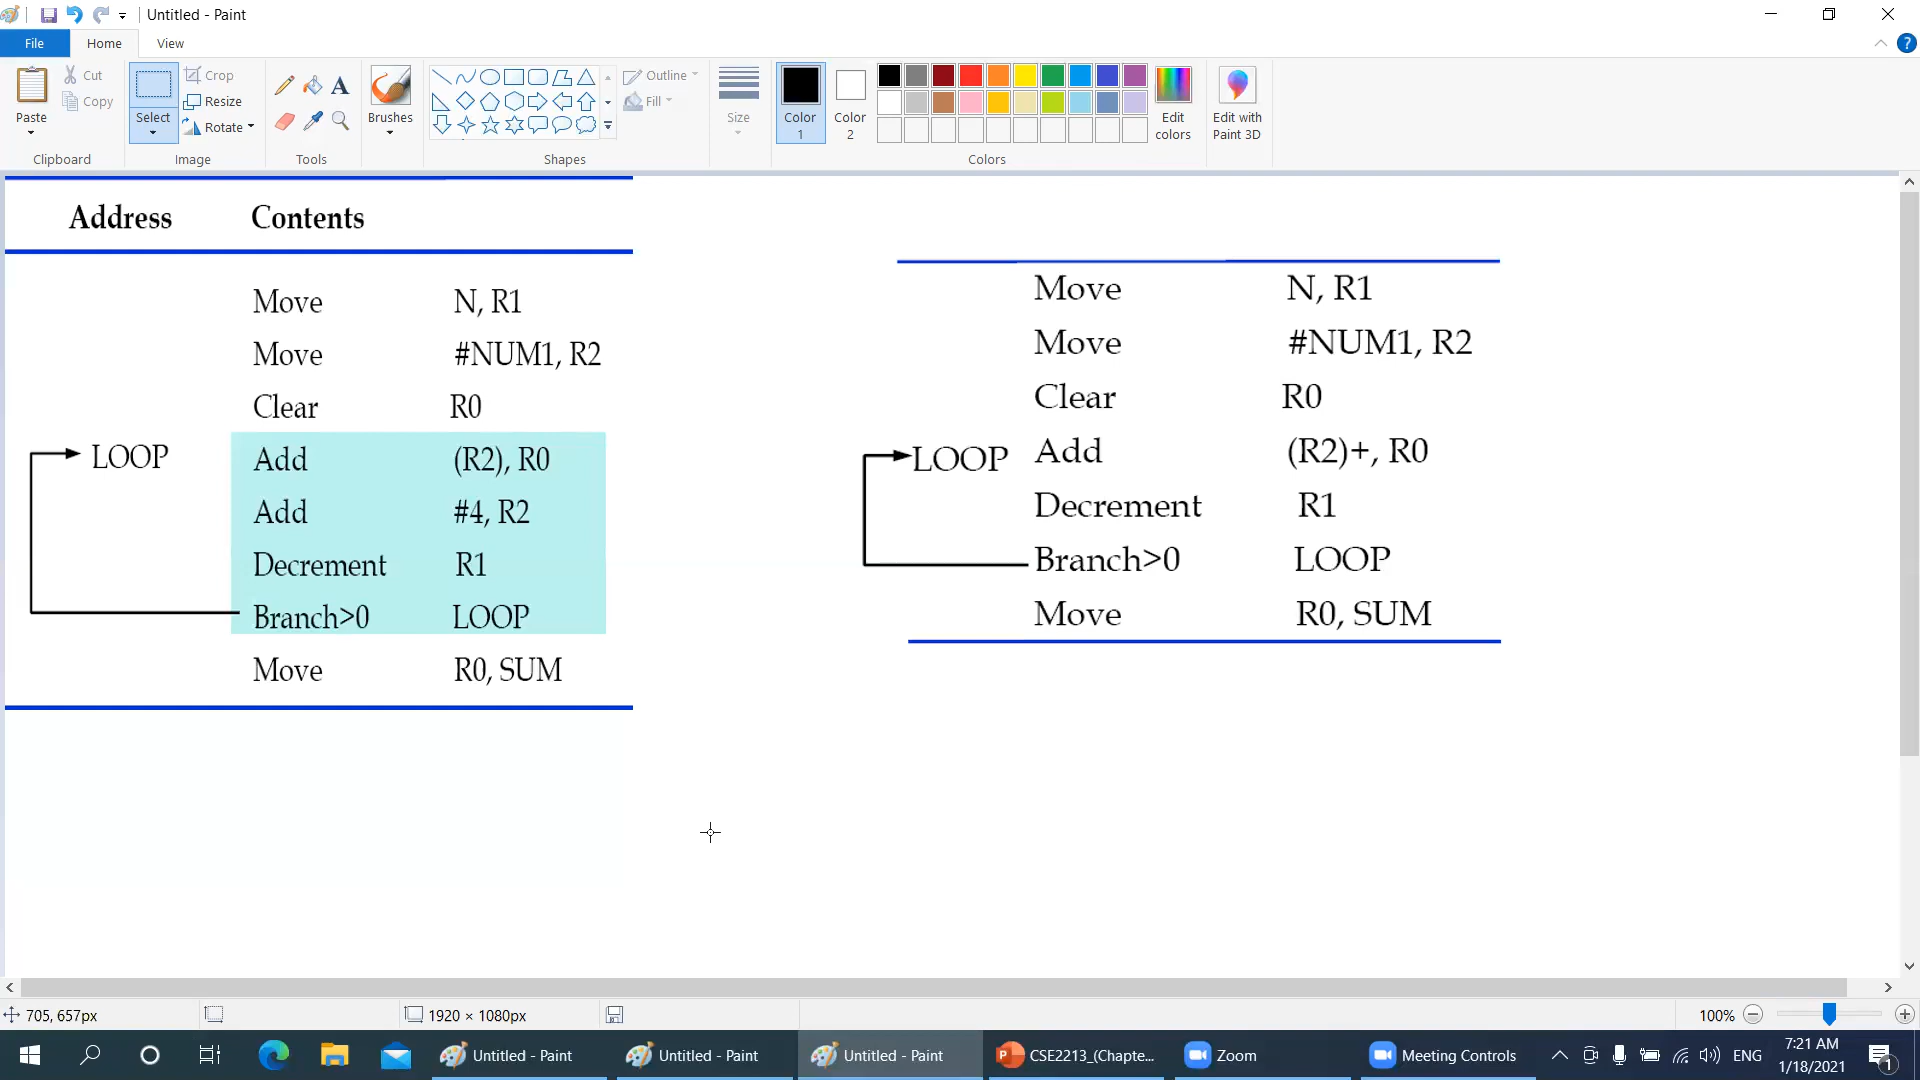 Untitled - Paint
File Home View
Paste
Cut
Copy
Clipboard
Select
Crop
Resize
Rotate
Image
Tools
Brushes
Shapes
Outline
Fill
Size
Color 1
Color 2
Colors
Edit colors
Edit with Paint 3D
Address Contents
Move N, R1
Move #NUM1, R2
Clear R0
LOOP Add (R2), R0
Add #4, R2
Decrement R1
Branch>0 LOOP
Move R0, SUM
Move N, R1
Move #NUM1, R2
Clear R0
LOOP Add (R2)+, R0
Decrement R1
Branch>0 LOOP
Move R0, SUM
705, 657px
1920 × 1080px
100%
Untitled - Paint
Untitled - Paint
Untitled - Paint
CSE2213_(Chapte...
Zoom
Meeting Controls
ENG
7:21 AM
1/18/2021
1